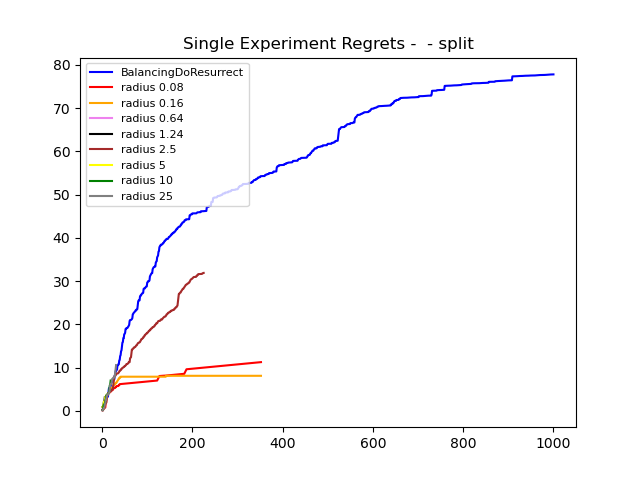 Single Experiment Regrets -  - split
BalancingDoResurrect
radius 0.08
radius 0.16
radius 0.64
radius 1.24
radius 2.5
radius 5
radius 10
radius 25
80
70
60
50
40
30
20
10
0
0 200 400 600 800 1000